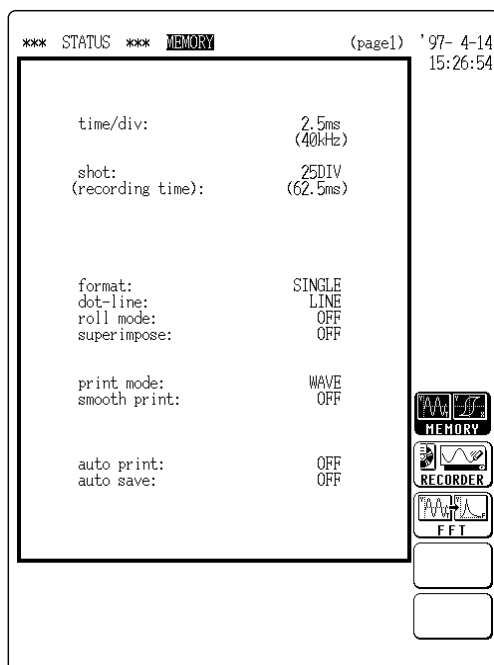 *** STATUS *** MEMORY (page1) '97- 4-14
15:26:54
time/div: 2.5ms
(40kHz)
shot: 25DIV
(recording time): (62.5ms)
format: SINGLE
dot-line: LINE
roll mode: OFF
superimpose: OFF
print mode: WAVE
smooth print: OFF
auto print: OFF
auto save: OFF
MEMORY
RECORDER
FFT